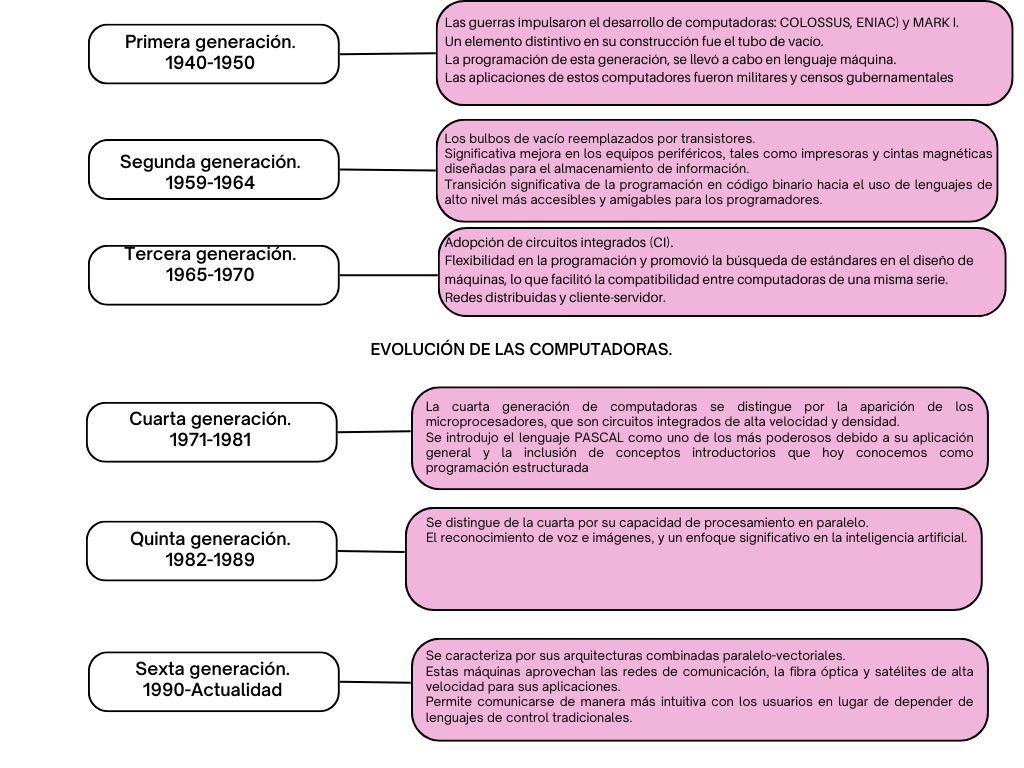 Primera generación.
1940-1950
Las guerras impulsaron el desarrollo de computadoras: COLOSSUS, ENIAC) y MARK I.
Un elemento distintivo en su construcción fue el tubo de vacío.
La programación de esta generación, se llevó a cabo en lenguaje máquina.
Las aplicaciones de estos computadores fueron militares y censos gubernamentales
Segunda generación.
1959-1964
Los bulbos de vacío reemplazados por transistores.
Significativa mejora en los equipos periféricos, tales como impresoras y cintas magnéticas
diseñadas para el almacenamiento de información.
Transición significativa de la programación en código binario hacia el uso de lenguajes de
alto nivel más accesibles y amigables para los programadores.
Tercera generación.
1965-1970
Adopción de circuitos integrados (CI).
Flexibilidad en la programación y promovió la búsqueda de estándares en el diseño de
máquinas, lo que facilitó la compatibilidad entre computadoras de una misma serie.
Redes distribuidas y cliente-servidor.
EVOLUCIÓN DE LAS COMPUTADORAS.
Cuarta generación.
1971-1981
La cuarta generación de computadoras se distingue por la aparición de los
microprocesadores, que son circuitos integrados de alta velocidad y densidad.
Se introdujo el lenguaje PASCAL como uno de los más poderosos debido a su aplicación
general y la inclusión de conceptos introductorios que hoy conocemos como
programación estructurada
Quinta generación.
1982-1989
Se distingue de la cuarta por su capacidad de procesamiento en paralelo.
El reconocimiento de voz e imágenes, y un enfoque significativo en la inteligencia artificial.
Sexta generación.
1990-Actualidad
Se caracteriza por sus arquitecturas combinadas paralelo-vectoriales.
Estas máquinas aprovechan las redes de comunicación, la fibra óptica y satélites de alta
velocidad para sus aplicaciones.
Permite comunicarse de manera más intuitiva con los usuarios en lugar de depender de
lenguajes de control tradicionales.